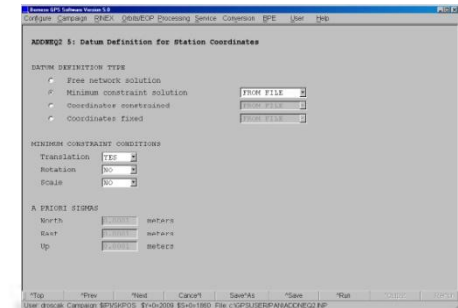 Bernese GPS Software Version 5.0
Configure Campaign RINEX Orbits/EOP Processing Service Conversion BPE User Help
ADDNEQ2 5: Datum Definition for Station Coordinates
DATUM DEFINITION TYPE
Free network solution
Minimum constraint solution FROM FILE
Coordinates constrained FROM FILE
Coordinates fixed FROM FILE
MINIMUM CONSTRAINT CONDITIONS
Translation YES
Rotation NO
Scale NO
A PRIORI SIGMAS
North meters
East meters
Up meters
^Top ^Prev ^Next Cance^l Save^As ^Save ^Run